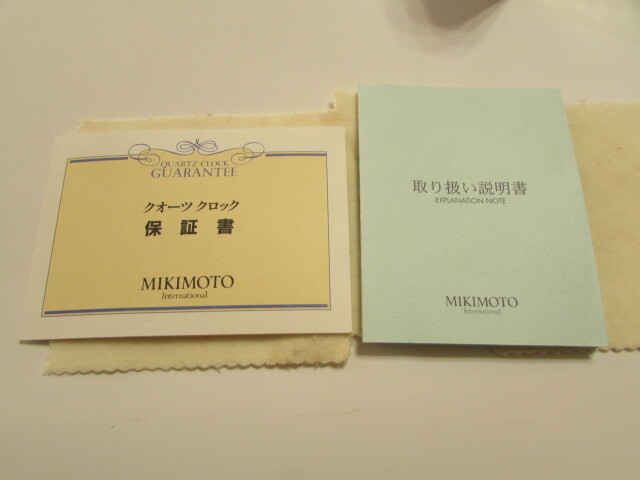 QUARTZ CLOCK
GUARANTEE
クオーツ クロック
保証書
MIKIMOTO
International
取り扱い説明書
EXPLANATION NOTE
MIKIMOTO
International